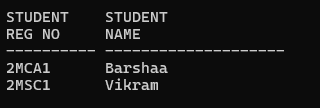 STUDENT    STUDENT
REG NO     NAME
---------- --------------------
2MCA1      Barshaa
2MSC1      Vikram